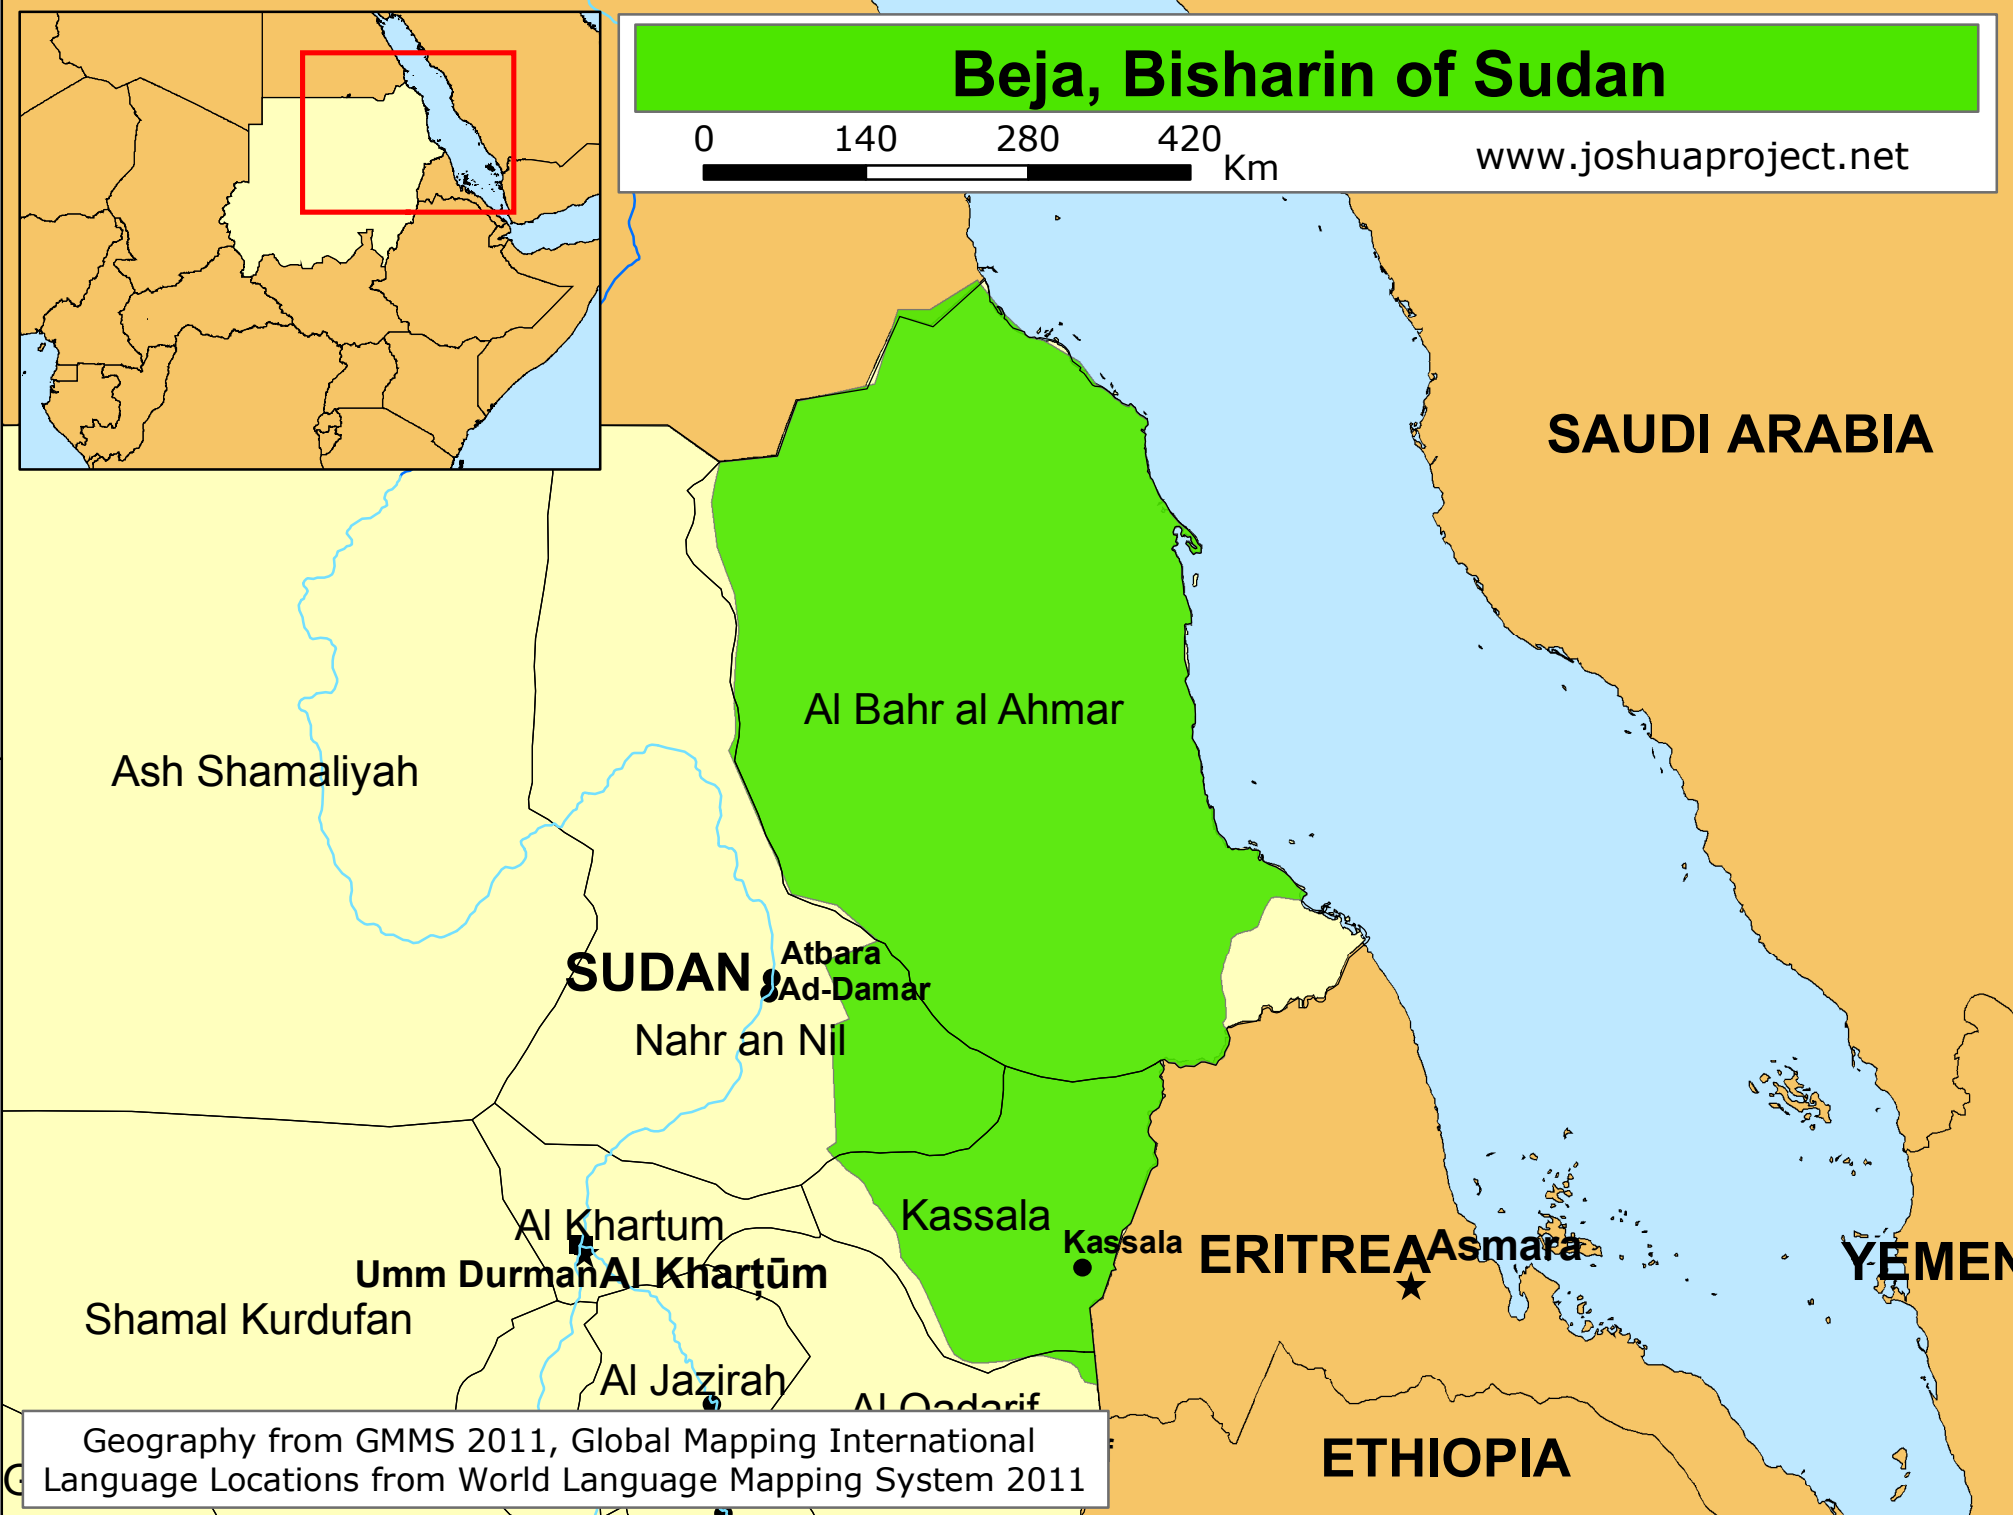 Beja, Bisharin of Sudan
0 140 280 420
Km
www.joshuaproject.net
SAUDI ARABIA
Al Bahr al Ahmar
Ash Shamaliyah
SUDAN
Atbara
Ad-Damar
Nahr an Nil
Kassala
Kassala
Al Khartum
Umm Durman
Al Kharţūm
ERITREA
Asmara
YEMEN
Shamal Kurdufan
Al Jazirah
Al Qadarif
ETHIOPIA
Geography from GMMS 2011, Global Mapping International
Language Locations from World Language Mapping System 2011